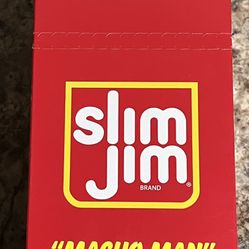 slim
jim
BRAND ®
"MACHO MAN"